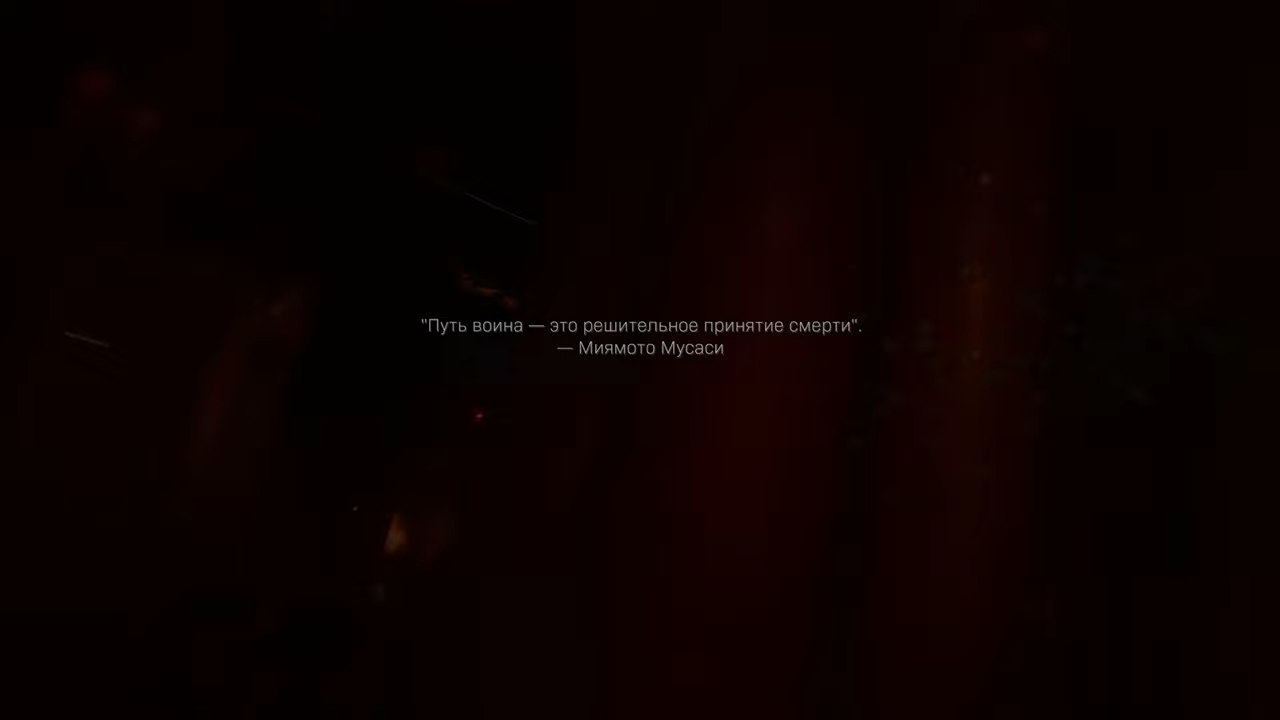 "Путь воина — это решительное принятие смерти".
— Миямото Мусаси